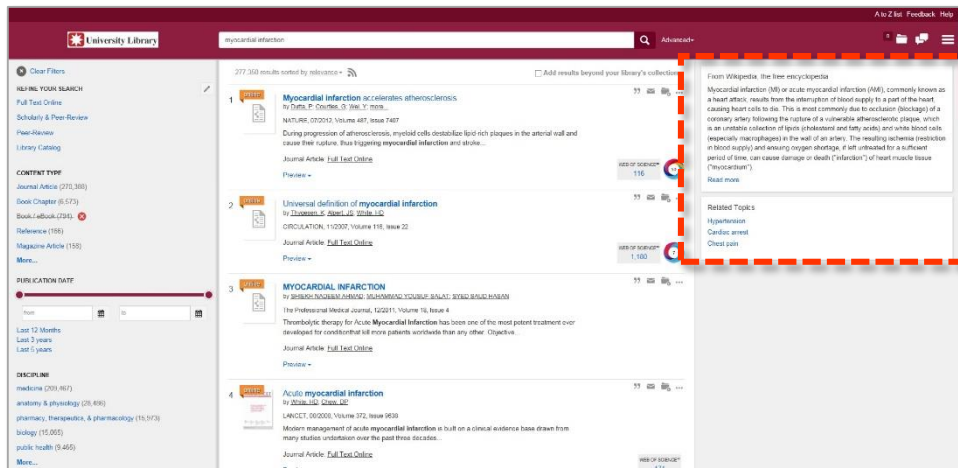 A to Z list Feedback Help
University Library
myocardial infarction
Advanced
0
Clear Filters
REFINE YOUR SEARCH
Full Text Online
Scholarly & Peer-Review
Peer-Review
Library Catalog
CONTENT TYPE
Journal Article (270,388)
Book Chapter (6,573)
Book / eBook (794)
Reference (166)
Magazine Article (158)
More...
PUBLICATION DATE
from
to
Last 12 Months
Last 3 years
Last 5 years
DISCIPLINE
medicine (209,467)
anatomy & physiology (28,466)
pharmacy, therapeutics, & pharmacology (15,973)
biology (15,065)
public health (9,465)
More...
277,350 results sorted by relevance
Add results beyond your library's collection
1
Myocardial infarction accelerates atherosclerosis
by Dutta, P; Courties, G; Wei, Y; more...
NATURE, 07/2012, Volume 487, Issue 7407
During progression of atherosclerosis, myeloid cells destabilize lipid-rich plaques in the arterial wall and
cause their rupture, thus triggering myocardial infarction and stroke...
Journal Article: Full Text Online
Preview
WEB OF SCIENCE™
116
2
Universal definition of myocardial infarction
by Thygesen, K; Alpert, JS; White, HD
CIRCULATION, 11/2007, Volume 116, Issue 22
Journal Article: Full Text Online
Preview
WEB OF SCIENCE™
1,160
7
3
MYOCARDIAL INFARCTION
by SHIEKH NADEEM AHMAD; MUHAMMAD YOUSUF SALAT; SYED SAUD HASAN
The Professional Medical Journal, 12/2011, Volume 18, Issue 4
Thrombolytic therapy for Acute Myocardial Infarction has been one of the most potent treatment ever
developed for conditionthat kill more patients worldwide than any other. Objective...
Journal Article: Full Text Online
Preview
4
Acute myocardial infarction
by White, HD; Chew, DP
LANCET, 08/2008, Volume 372, Issue 9638
Modern management of acute myocardial infarction is built on a clinical evidence base drawn from
many studies undertaken over the past three decades...
Journal Article: Full Text Online
WEB OF SCIENCE™
From Wikipedia, the free encyclopedia
Myocardial infarction (MI) or acute myocardial infarction (AMI), commonly known as
a heart attack, results from the interruption of blood supply to a part of the heart,
causing heart cells to die. This is most commonly due to occlusion (blockage) of a
coronary artery following the rupture of a vulnerable atherosclerotic plaque, which
is an unstable collection of lipids (cholesterol and fatty acids) and white blood cells
(especially macrophages) in the wall of an artery. The resulting ischemia (restriction
in blood supply) and ensuing oxygen shortage, if left untreated for a sufficient
period of time, can cause damage or death ("infarction") of heart muscle tissue
("myocardium").
Read more
Related Topics
Hypertension
Cardiac arrest
Chest pain